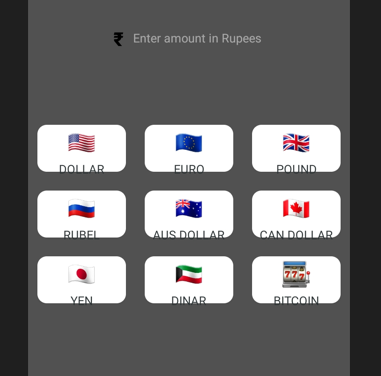 ₹ Enter amount in Rupees
DOLLAR
EURO
POUND
RUBEL
AUS DOLLAR
CAN DOLLAR
YEN
DINAR
BITCOIN